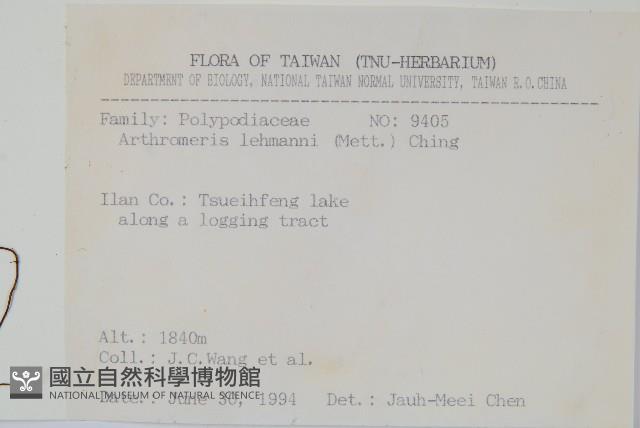 FLORA OF TAIWAN (TNU-HERBARIUM)
DEPARTMENT OF BIOLOGY, NATIONAL TAIWAN NORMAL UNIVERSITY, TAIWAN R.O.CHINA
Family: Polypodiaceae NO: 9405
Arthromeris lehmanni (Mett.) Ching
Ilan Co.: Tsueihfeng lake
along a logging tract
Alt.: 1840m
Coll.: J.C.Wang et al.
國立自然科學博物館
NATIONAL MUSEUM OF NATURAL SCIENCE
Date.: June 30, 1994 Det.: Jauh-Meei Chen